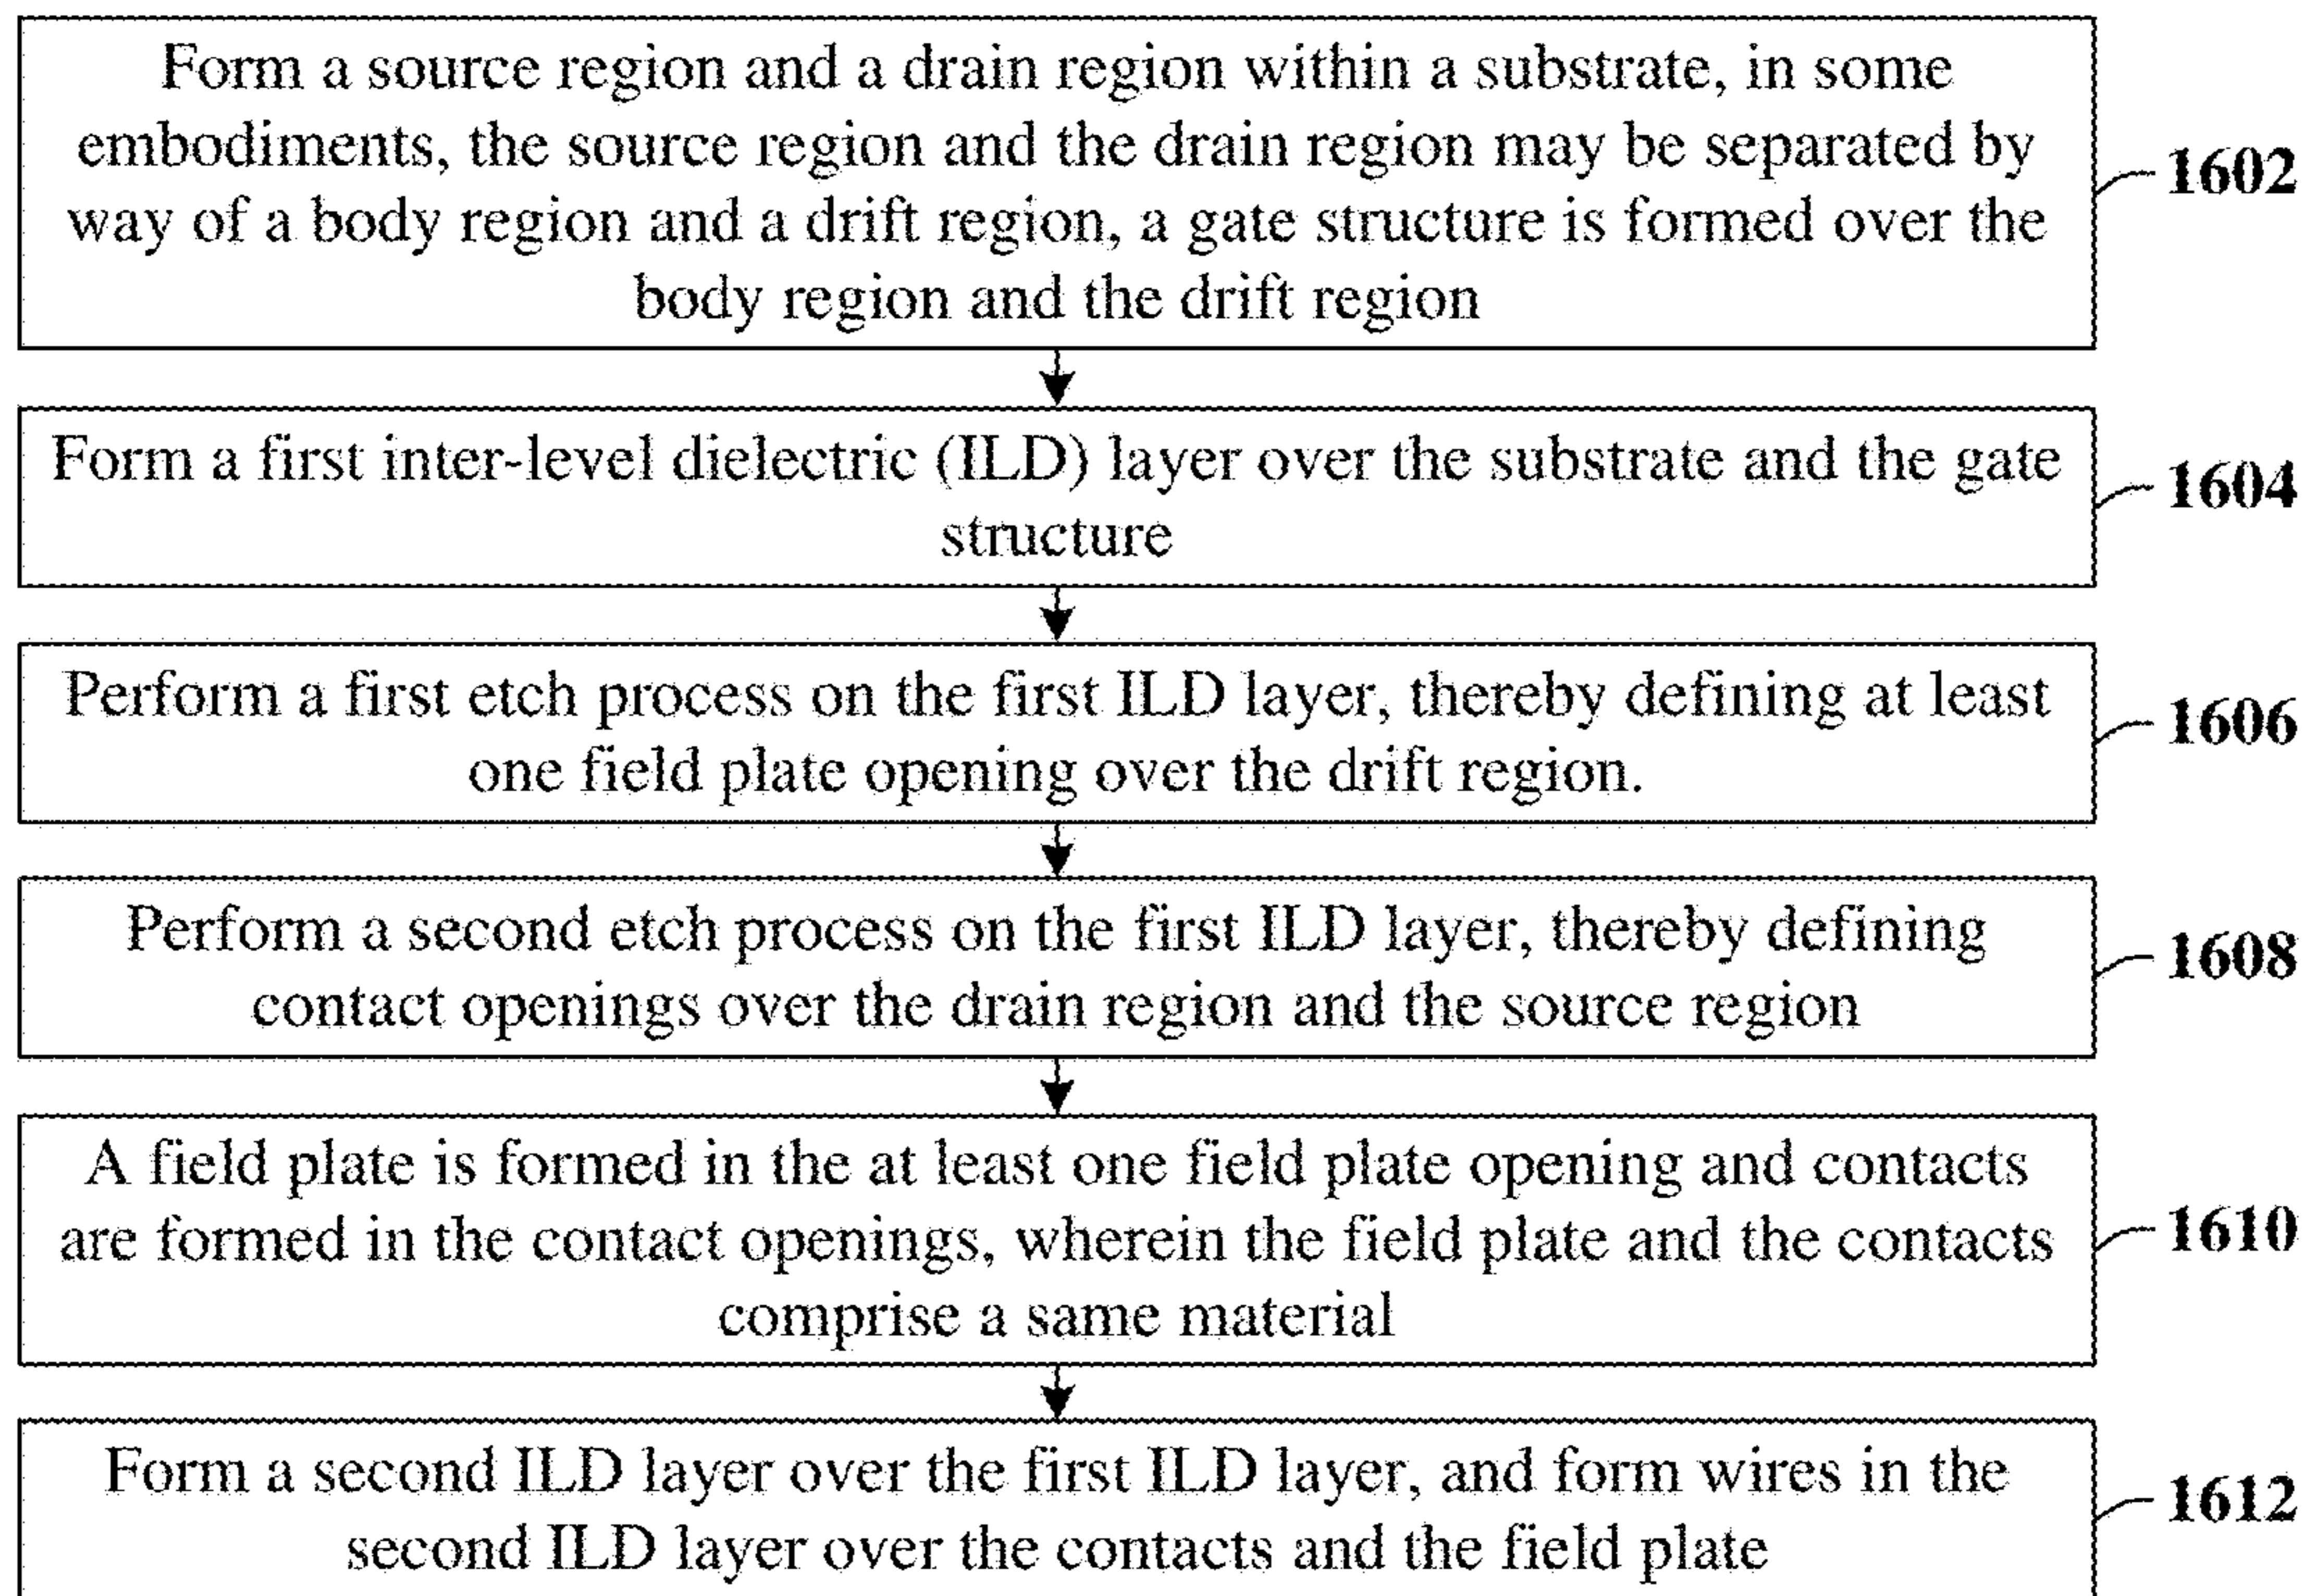 Form a source region and a drain region within a substrate, in some
embodiments, the source region and the drain region may be separated by
way of a body region and a drift region, a gate structure is formed over the
body region and the drift region
1602
Form a first inter-level dielectric (ILD) layer over the substrate and the gate
structure
1604
Perform a first etch process on the first ILD layer, thereby defining at least
one field plate opening over the drift region.
1606
Perform a second etch process on the first ILD layer, thereby defining
contact openings over the drain region and the source region
1608
A field plate is formed in the at least one field plate opening and contacts
are formed in the contact openings, wherein the field plate and the contacts
comprise a same material
1610
Form a second ILD layer over the first ILD layer, and form wires in the
second ILD layer over the contacts and the field plate
1612